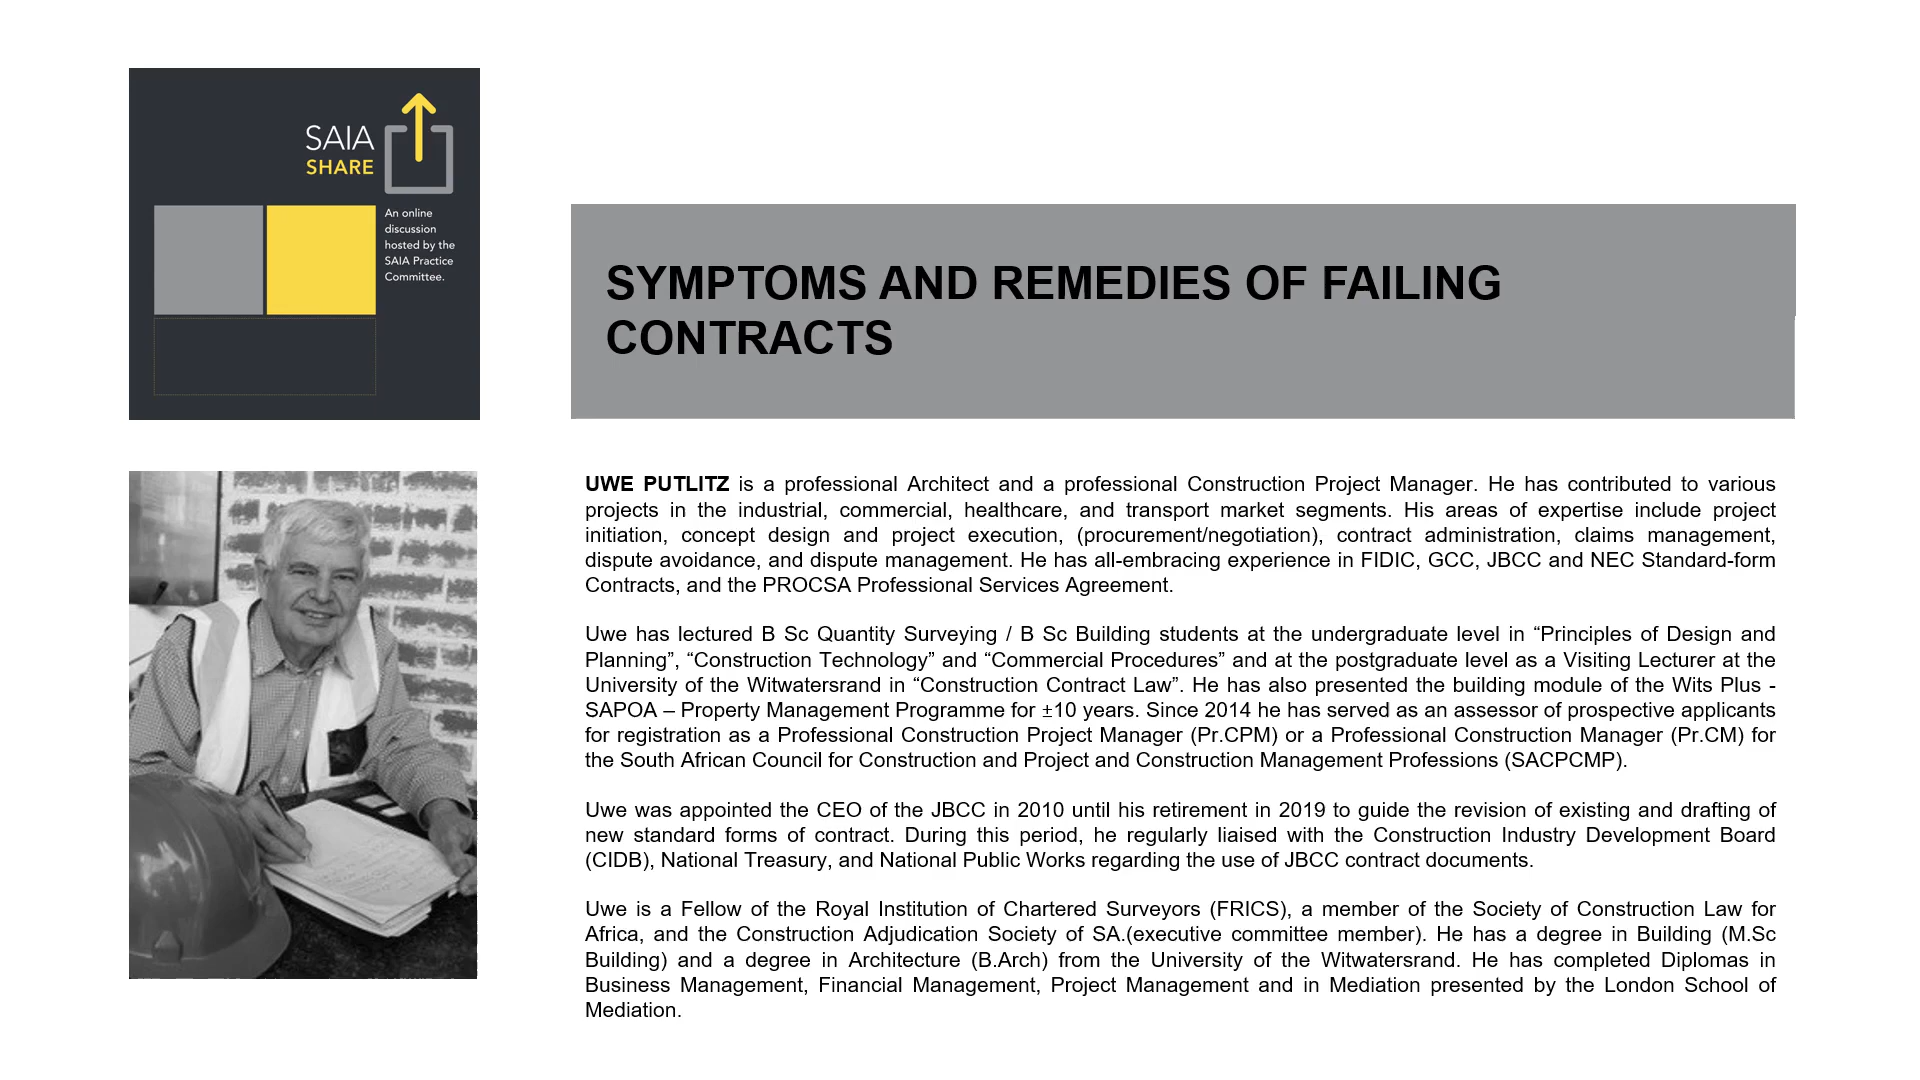 SAIA
SHARE
An online
discussion
hosted by the
SAIA Practice
Committee.
SYMPTOMS AND REMEDIES OF FAILING
CONTRACTS
UWE PUTLITZ is a professional Architect and a professional Construction Project Manager. He has contributed to various
projects in the industrial, commercial, healthcare, and transport market segments. His areas of expertise include project
initiation, concept design and project execution, (procurement/negotiation), contract administration, claims management,
dispute avoidance, and dispute management. He has all-embracing experience in FIDIC, GCC, JBCC and NEC Standard-form
Contracts, and the PROCSA Professional Services Agreement.
Uwe has lectured B Sc Quantity Surveying / B Sc Building students at the undergraduate level in “Principles of Design and
Planning”, “Construction Technology” and “Commercial Procedures” and at the postgraduate level as a Visiting Lecturer at the
University of the Witwatersrand in “Construction Contract Law”. He has also presented the building module of the Wits Plus -
SAPOA – Property Management Programme for ±10 years. Since 2014 he has served as an assessor of prospective applicants
for registration as a Professional Construction Project Manager (Pr.CPM) or a Professional Construction Manager (Pr.CM) for
the South African Council for Construction and Project and Construction Management Professions (SACPCMP).
Uwe was appointed the CEO of the JBCC in 2010 until his retirement in 2019 to guide the revision of existing and drafting of
new standard forms of contract. During this period, he regularly liaised with the Construction Industry Development Board
(CIDB), National Treasury, and National Public Works regarding the use of JBCC contract documents.
Uwe is a Fellow of the Royal Institution of Chartered Surveyors (FRICS), a member of the Society of Construction Law for
Africa, and the Construction Adjudication Society of SA.(executive committee member). He has a degree in Building (M.Sc
Building) and a degree in Architecture (B.Arch) from the University of the Witwatersrand. He has completed Diplomas in
Business Management, Financial Management, Project Management and in Mediation presented by the London School of
Mediation.